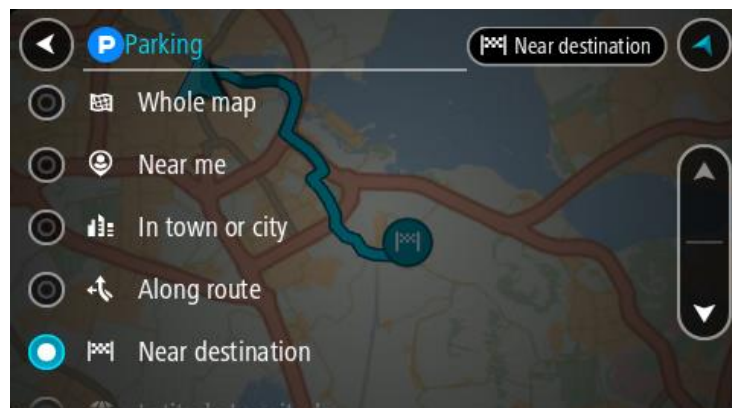 P Parking
Near destination
Whole map
Near me
In town or city
Along route
Near destination